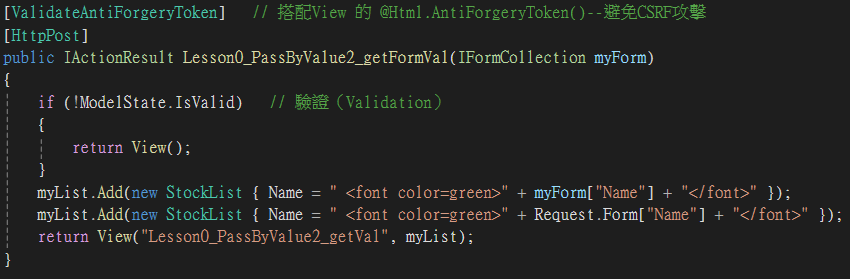 [ValidateAntiForgeryToken]   // 搭配View 的 @Html.AntiForgeryToken()--避免CSRF攻擊
[HttpPost]
public IActionResult Lesson0_PassByValue2_getFormVal(IFormCollection myForm)
{
    if (!ModelState.IsValid)   // 驗證（Validation）
    {
        return View();
    }
    myList.Add(new StockList { Name = " <font color=green>" + myForm["Name"] + "</font>" });
    myList.Add(new StockList { Name = " <font color=green>" + Request.Form["Name"] + "</font>" });
    return View("Lesson0_PassByValue2_getVal", myList);
}